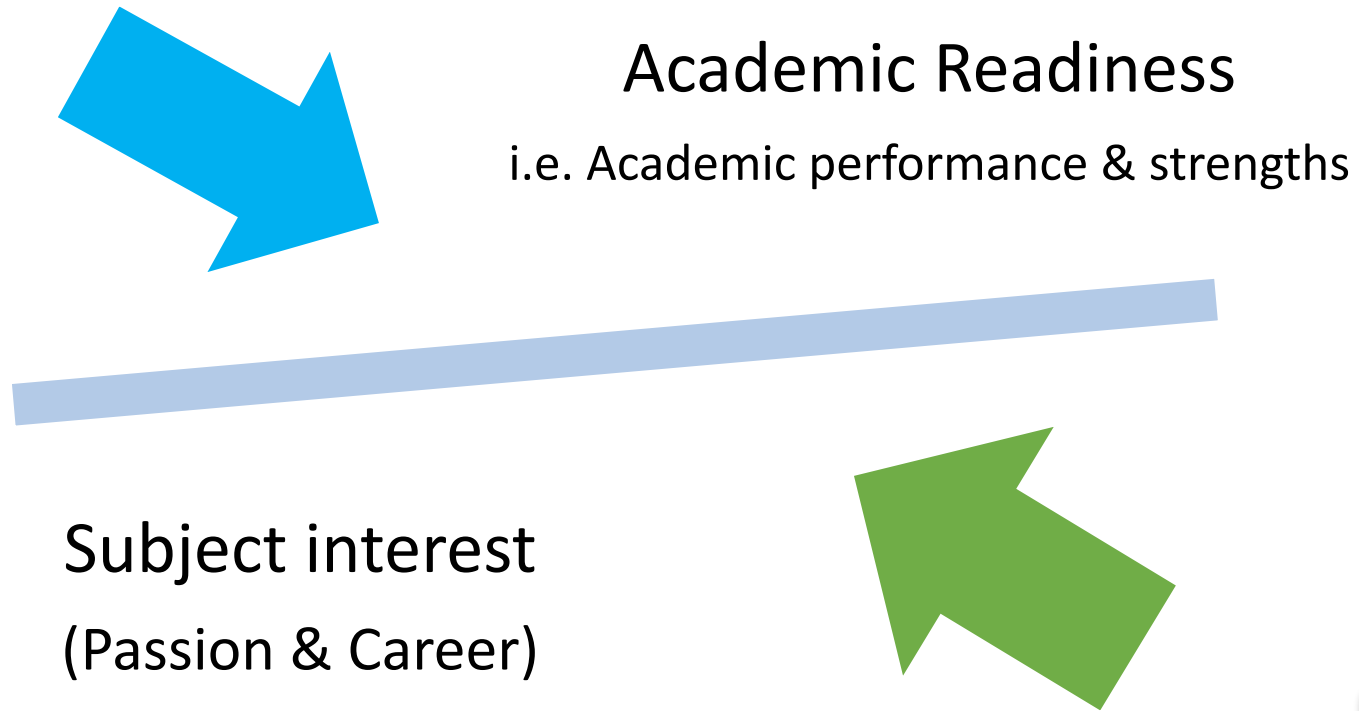 Academic Readiness
i.e. Academic performance & strengths
Subject interest
(Passion & Career)